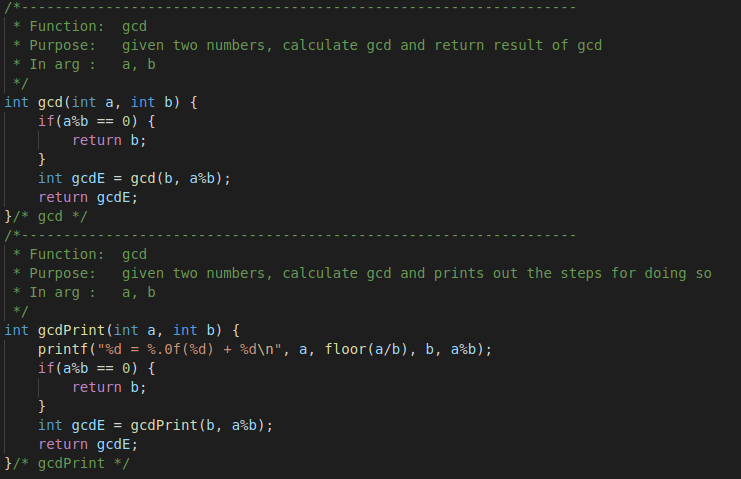 /*------------------------------------------------------------------
 * Function:  gcd
 * Purpose:   given two numbers, calculate gcd and return result of gcd
 * In arg :   a, b
 */
int gcd(int a, int b) {
    if(a%b == 0) {
        return b;
    }
    int gcdE = gcd(b, a%b);
    return gcdE;
}/* gcd */
/*------------------------------------------------------------------
 * Function:  gcd
 * Purpose:   given two numbers, calculate gcd and prints out the steps for doing so
 * In arg :   a, b
 */
int gcdPrint(int a, int b) {
    printf("%d = %.0f(%d) + %d\n", a, floor(a/b), b, a%b);
    if(a%b == 0) {
        return b;
    }
    int gcdE = gcdPrint(b, a%b);
    return gcdE;
}/* gcdPrint */